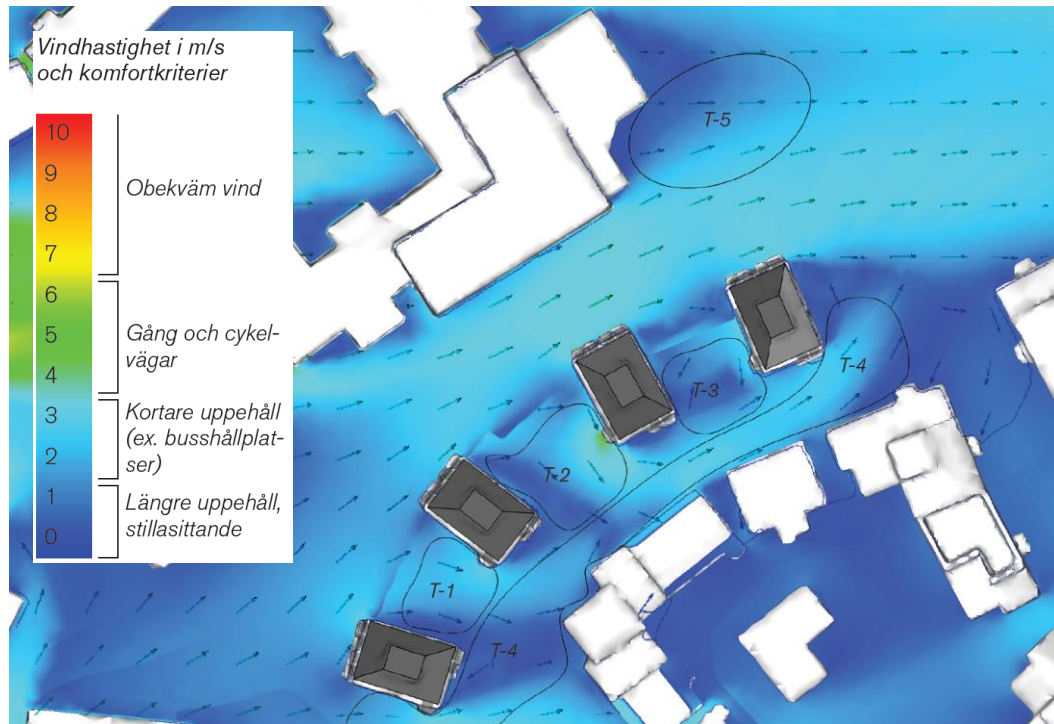 Vindhastighet i m/s
och komfortkriterier
10
9
8
7
6
5
4
3
2
1
0
Obekväm vind
Gång och cykel-
vägar
Kortare uppehåll
(ex. busshållplat-
ser)
Längre uppehåll,
stillasittande
T-5
T-4
T-3
T-2
T-1
T-4